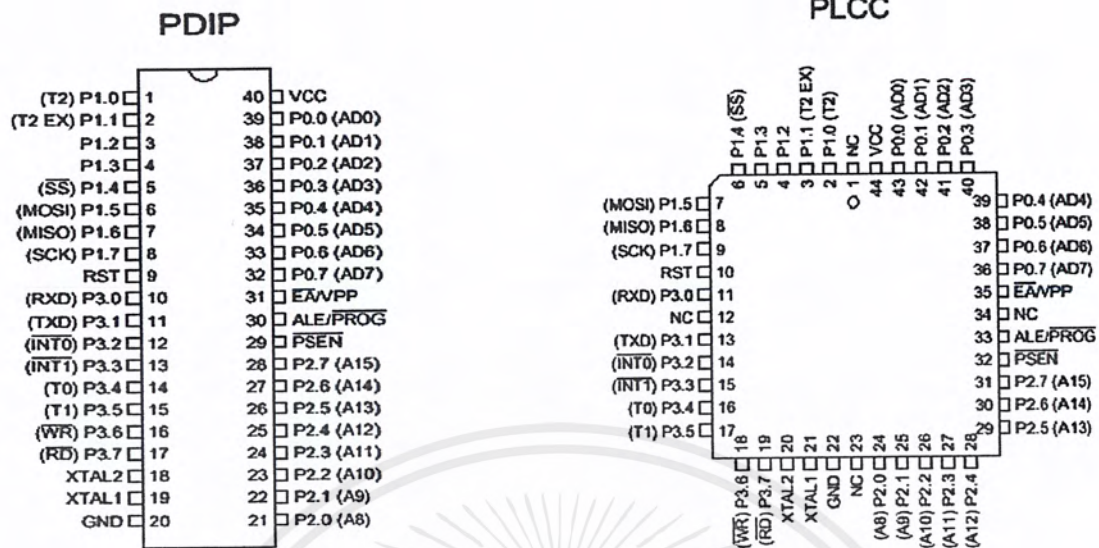 PDIP
(T2) P1.0 1
(T2 EX) P1.1 2
P1.2 3
P1.3 4
(SS) P1.4 5
(MOSI) P1.5 6
(MISO) P1.6 7
(SCK) P1.7 8
RST 9
(RXD) P3.0 10
(TXD) P3.1 11
(INT0) P3.2 12
(INT1) P3.3 13
(T0) P3.4 14
(T1) P3.5 15
(WR) P3.6 16
(RD) P3.7 17
XTAL2 18
XTAL1 19
GND 20
40 VCC
39 P0.0 (AD0)
38 P0.1 (AD1)
37 P0.2 (AD2)
36 P0.3 (AD3)
35 P0.4 (AD4)
34 P0.5 (AD5)
33 P0.6 (AD6)
32 P0.7 (AD7)
31 EA/VPP
30 ALE/PROG
29 PSEN
28 P2.7 (A15)
27 P2.6 (A14)
26 P2.5 (A13)
25 P2.4 (A12)
24 P2.3 (A11)
23 P2.2 (A10)
22 P2.1 (A9)
21 P2.0 (A8)
PLCC
6 P1.4 (SS)
5 P1.3
4 P1.2
3 P1.1 (T2 EX)
2 P1.0 (T2)
1 NC
44 VCC
43 P0.0 (AD0)
42 P0.1 (AD1)
41 P0.2 (AD2)
40 P0.3 (AD3)
(MOSI) P1.5 7
(MISO) P1.6 8
(SCK) P1.7 9
RST 10
(RXD) P3.0 11
NC 12
(TXD) P3.1 13
(INT0) P3.2 14
(INT1) P3.3 15
(T0) P3.4 16
(T1) P3.5 17
39 P0.4 (AD4)
38 P0.5 (AD5)
37 P0.6 (AD6)
36 P0.7 (AD7)
35 EA/VPP
34 NC
33 ALE/PROG
32 PSEN
31 P2.7 (A15)
30 P2.6 (A14)
29 P2.5 (A13)
(WR) P3.6 18
(RD) P3.7 19
XTAL2 20
XTAL1 21
GND 22
NC 23
(A8) P2.0 24
(A9) P2.1 25
(A10) P2.2 26
(A11) P2.3 27
(A12) P2.4 28